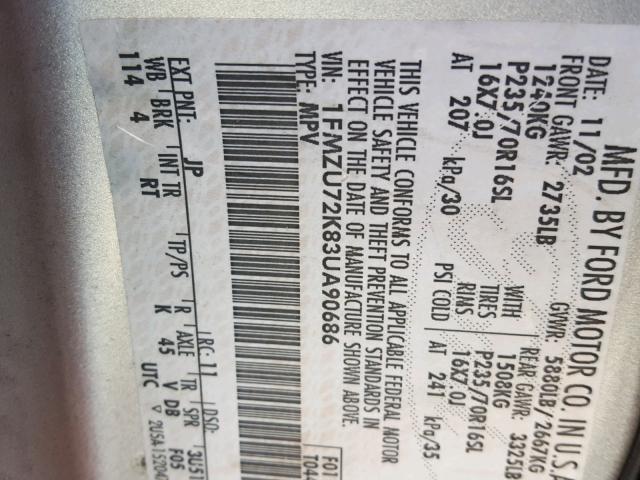 MFD. BY FORD MOTOR CO. IN U.S.A
DATE: 11/02 GVWR: 5880LB/2667KG
FRONT GAWR: 2735LB REAR GAWR: 3325LB
1240KG 1508KG
P235/70R16SL WITH TIRES P235/70R16SL
16X7.0J RIMS 16X7.0J
AT 207 kPa/30 PSI COLD AT 241 kPa/35
THIS VEHICLE CONFORMS TO ALL APPLICABLE FEDERAL MOTOR
VEHICLE SAFETY AND THEFT PREVENTION STANDARDS IN
EFFECT ON THE DATE OF MANUFACTURE SHOWN ABOVE.
VIN: 1FMZU72K83UA90686 F01
TYPE: MPV T044
EXT PNT: JP RC: 11 DSO:
WB BRK INT TR TP/PS R AXLE TR SPR 3U51
114 4 RT K 45 V DB F05
UTC